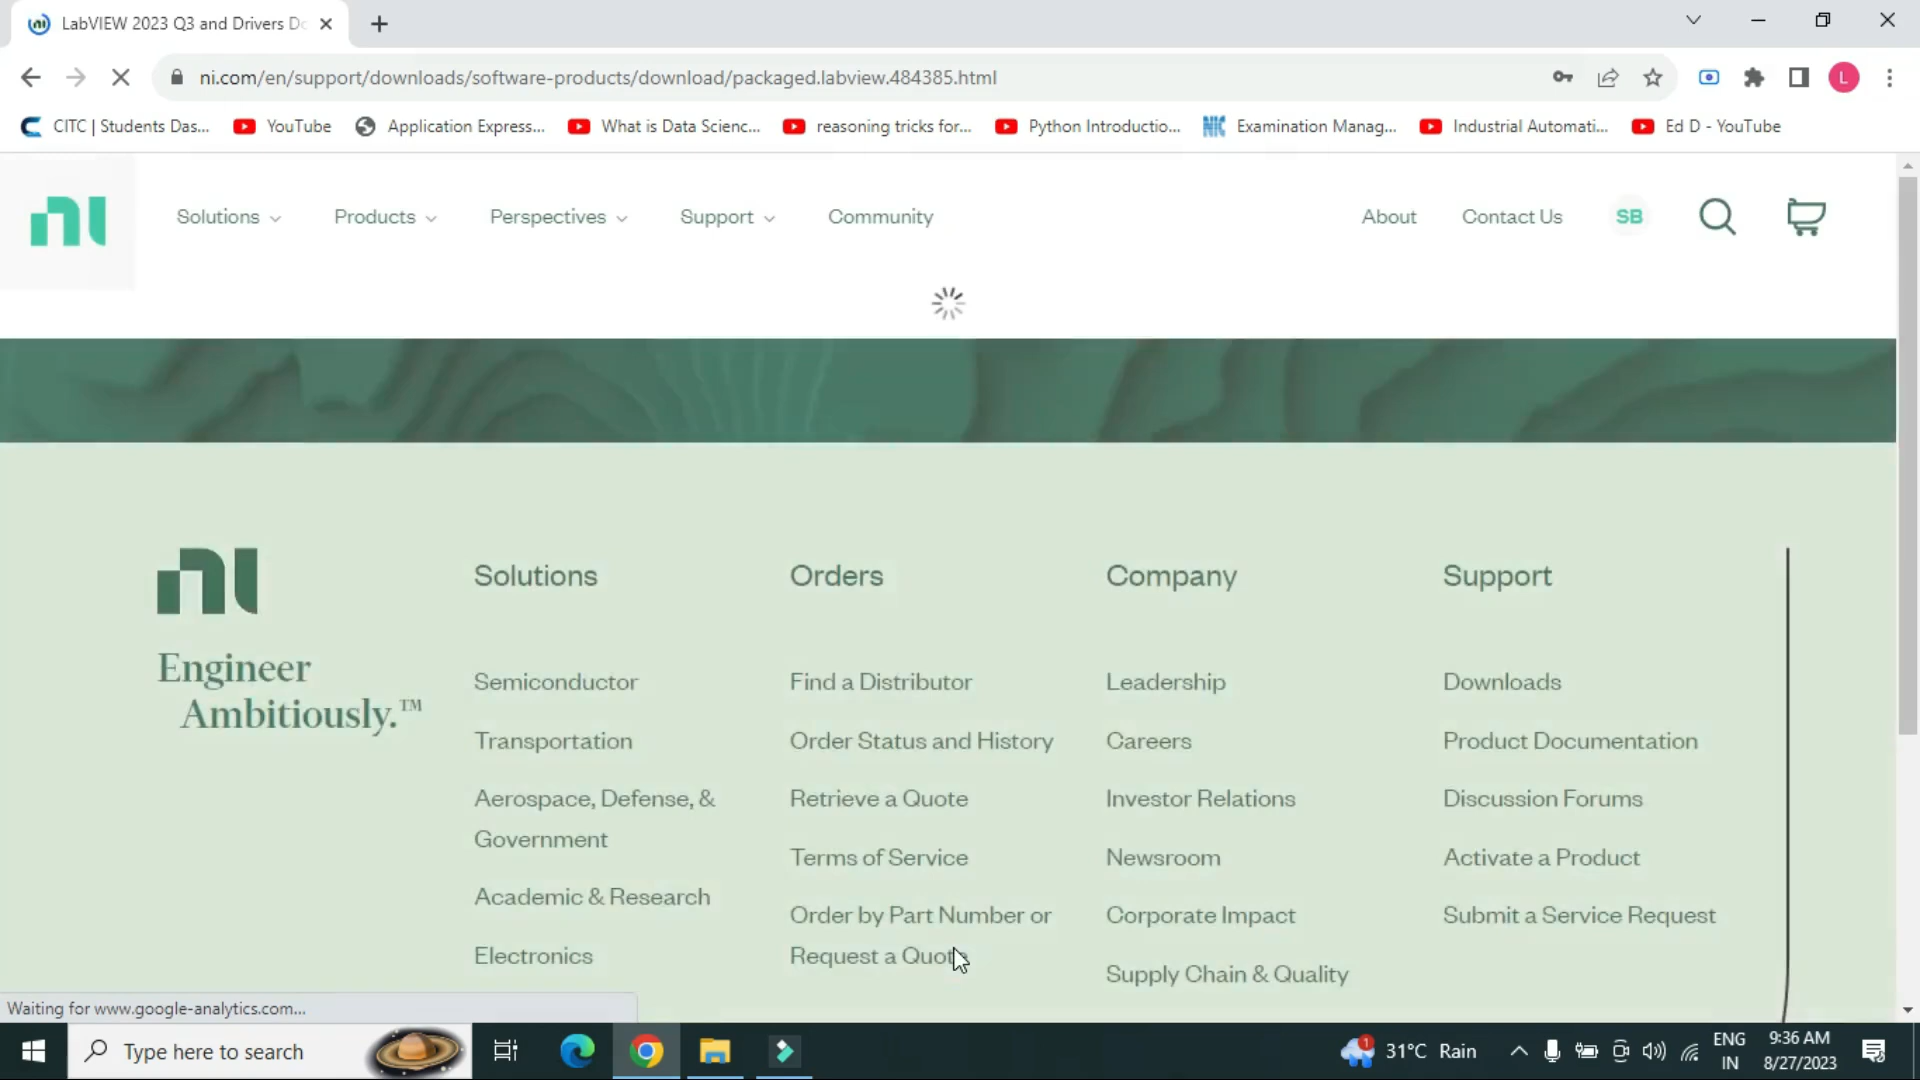 LabVIEW 2023 Q3 and Drivers Do
ni.com/en/support/downloads/software-products/download/packaged.labview.484385.html
L
CITC | Students Das...
YouTube
Application Express...
What is Data Scienc...
reasoning tricks for...
Python Introductio...
Examination Manag...
Industrial Automati...
Ed D - YouTube
Solutions
Products
Perspectives
Support
Community
About
Contact Us
SB
Engineer
Ambitiously.™
Solutions
Semiconductor
Transportation
Aerospace, Defense, &
Government
Academic & Research
Electronics
Orders
Find a Distributor
Order Status and History
Retrieve a Quote
Terms of Service
Order by Part Number or
Request a Quote
Company
Leadership
Careers
Investor Relations
Newsroom
Corporate Impact
Supply Chain & Quality
Support
Downloads
Product Documentation
Discussion Forums
Activate a Product
Submit a Service Request
Waiting for www.google-analytics.com...
Type here to search
1
31°C Rain
ENG
IN
9:36 AM
8/27/2023